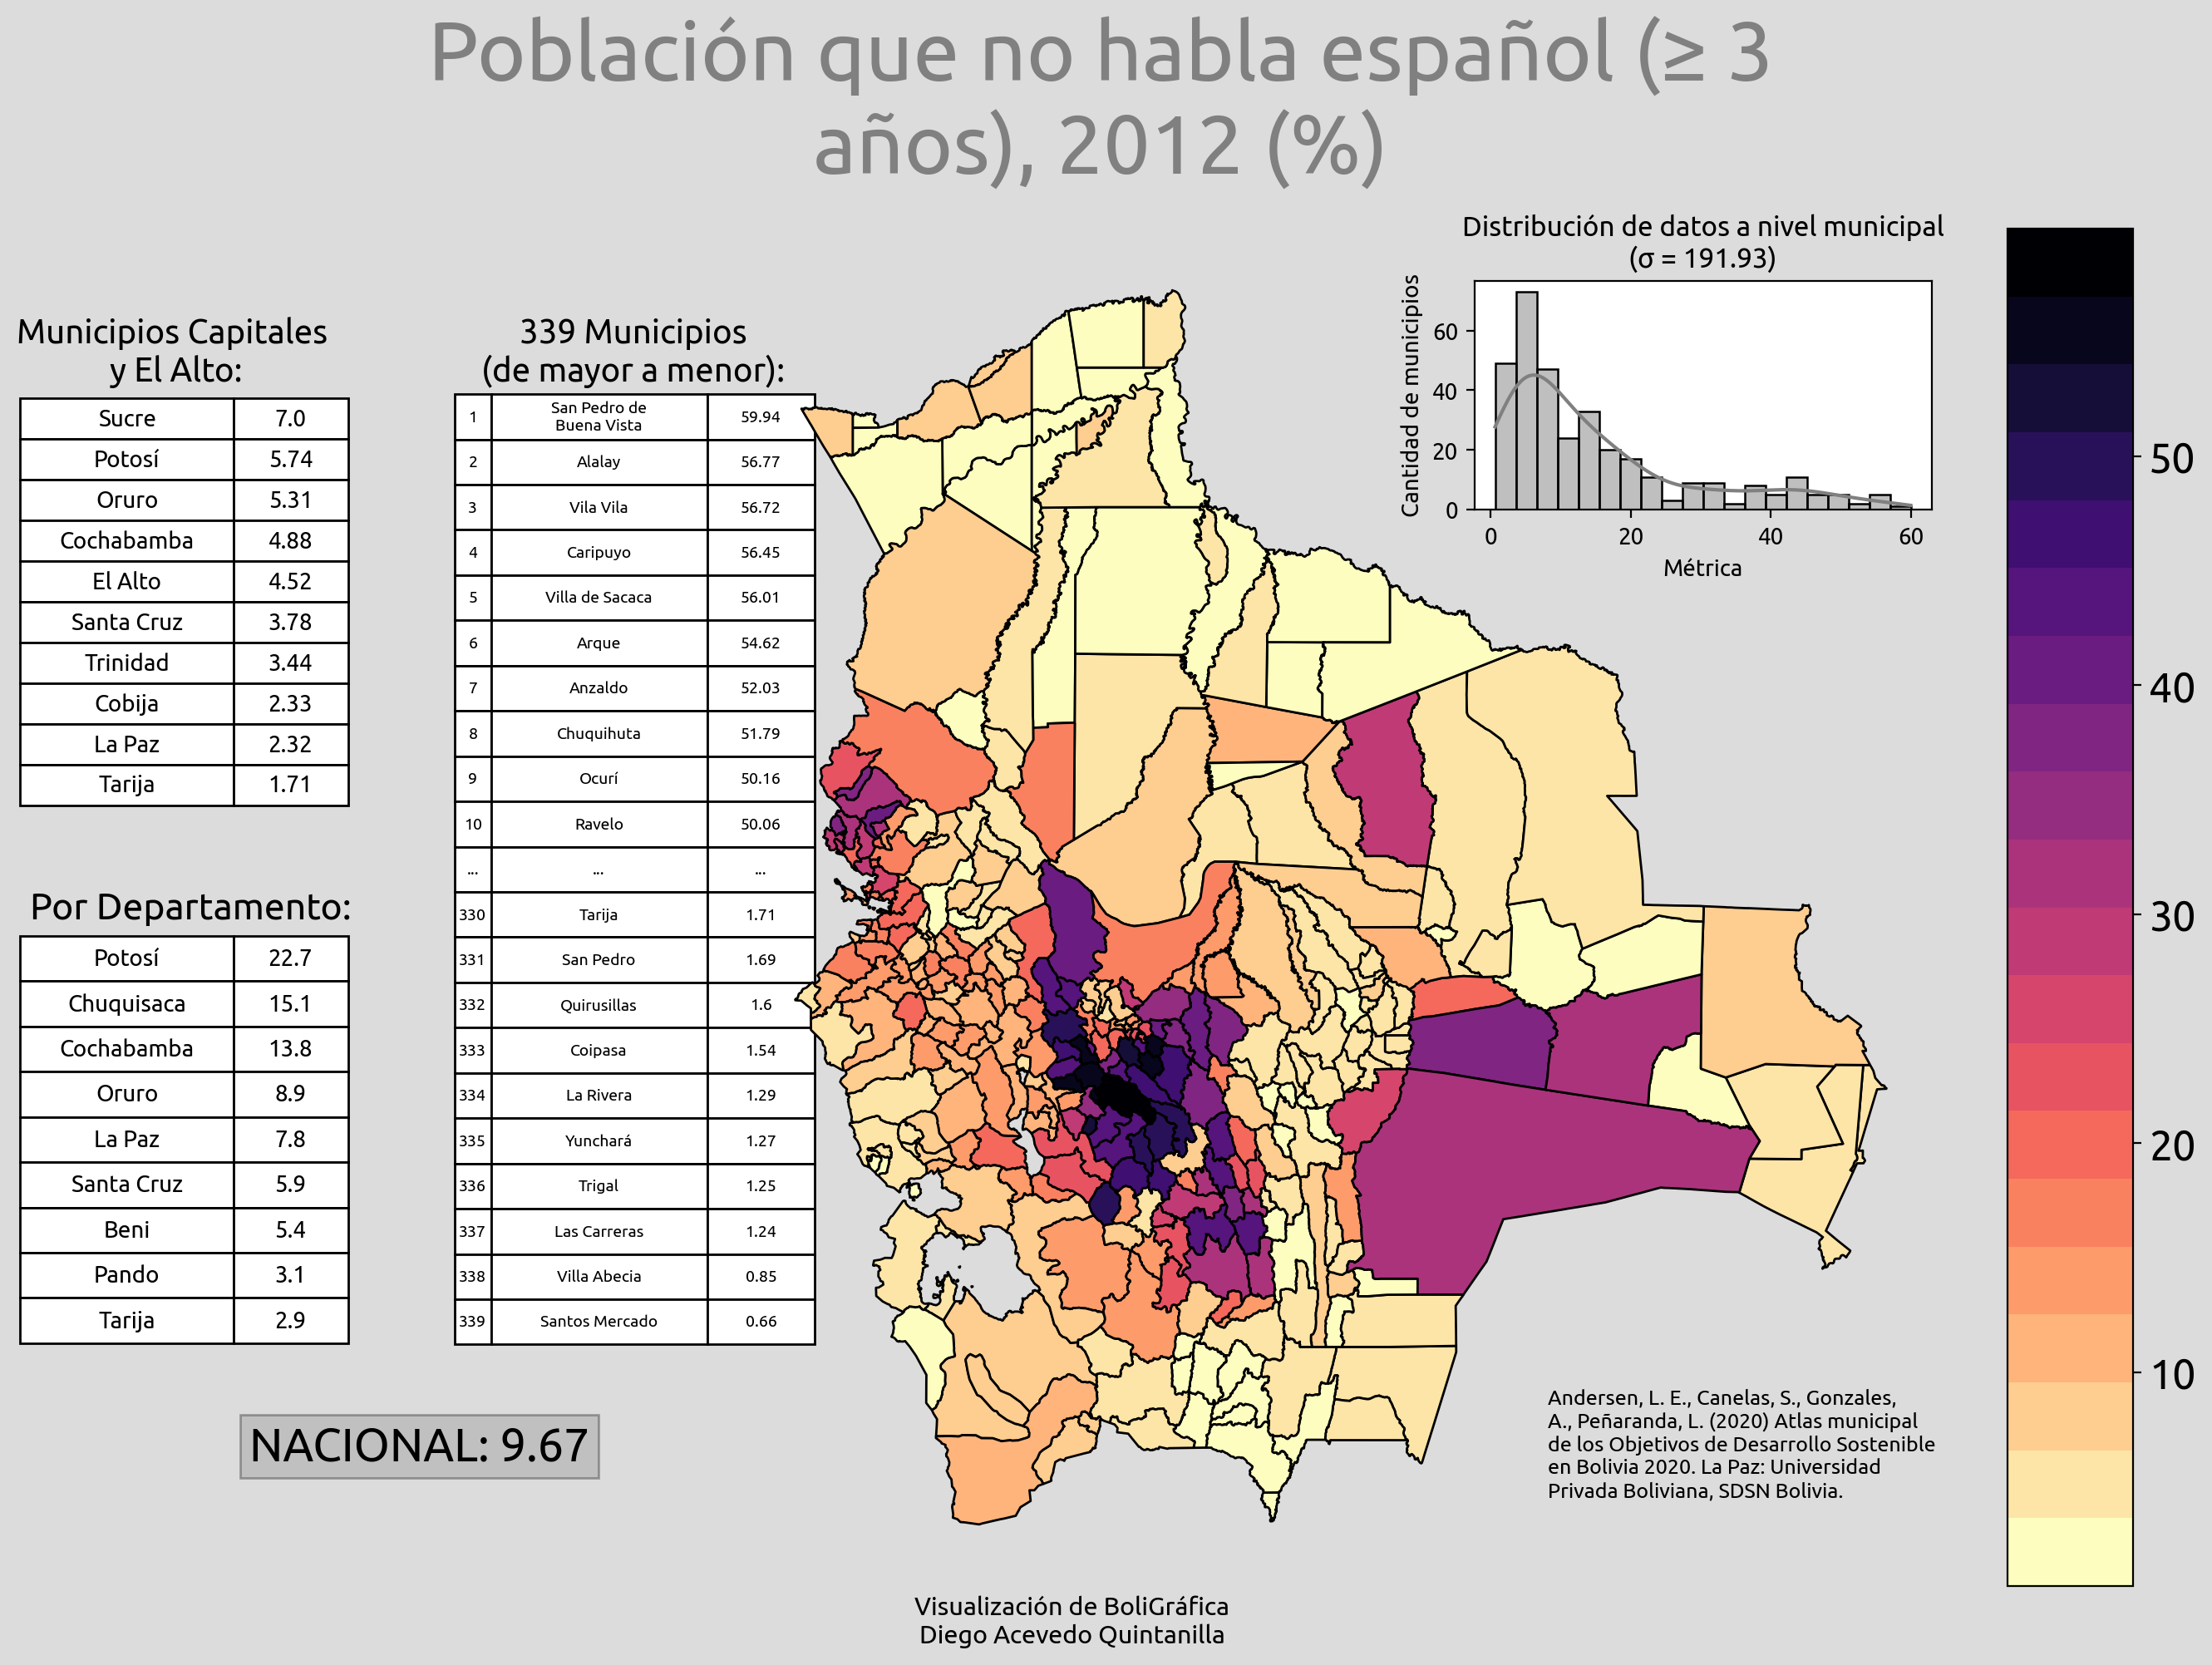 Población que no habla español (≥ 3
años), 2012 (%)
Municipios Capitales
y El Alto:
Sucre 7.0
Potosí 5.74
Oruro 5.31
Cochabamba 4.88
El Alto 4.52
Santa Cruz 3.78
Trinidad 3.44
Cobija 2.33
La Paz 2.32
Tarija 1.71
Por Departamento:
Potosí 22.7
Chuquisaca 15.1
Cochabamba 13.8
Oruro 8.9
La Paz 7.8
Santa Cruz 5.9
Beni 5.4
Pando 3.1
Tarija 2.9
NACIONAL: 9.67
339 Municipios
(de mayor a menor):
1 San Pedro de
Buena Vista 59.94
2 Alalay 56.77
3 Vila Vila 56.72
4 Caripuyo 56.45
5 Villa de Sacaca 56.01
6 Arque 54.62
7 Anzaldo 52.03
8 Chuquihuta 51.79
9 Ocurí 50.16
10 Ravelo 50.06
... ... ...
330 Tarija 1.71
331 San Pedro 1.69
332 Quirusillas 1.6
333 Coipasa 1.54
334 La Rivera 1.29
335 Yunchará 1.27
336 Trigal 1.25
337 Las Carreras 1.24
338 Villa Abecia 0.85
339 Santos Mercado 0.66
Distribución de datos a nivel municipal
(σ = 191.93)
Cantidad de municipios
60
40
20
0
0 20 40 60
Métrica
50
40
30
20
10
Andersen, L. E., Canelas, S., Gonzales,
A., Peñaranda, L. (2020) Atlas municipal
de los Objetivos de Desarrollo Sostenible
en Bolivia 2020. La Paz: Universidad
Privada Boliviana, SDSN Bolivia.
Visualización de BoliGráfica
Diego Acevedo Quintanilla